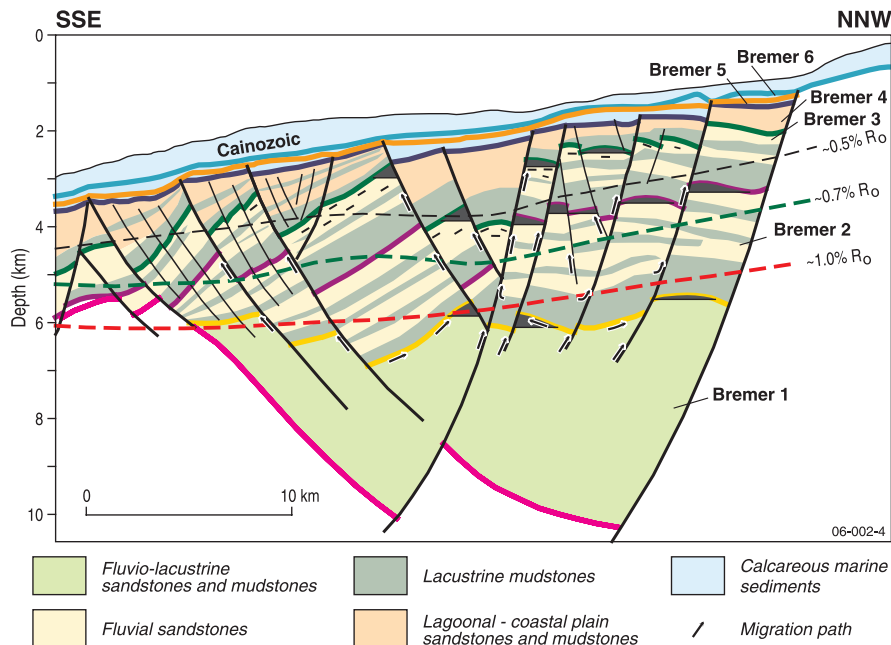 SSE
NNW
0
2
4
6
8
10
Depth (km)
Cainozoic
Bremer 6
Bremer 5
Bremer 4
Bremer 3
~0.5% Ro
~0.7% Ro
Bremer 2
~1.0% Ro
Bremer 1
0
10 km
06-002-4
Fluvio-lacustrine
sandstones and mudstones
Lacustrine mudstones
Calcareous marine
sediments
Fluvial sandstones
Lagoonal - coastal plain
sandstones and mudstones
Migration path